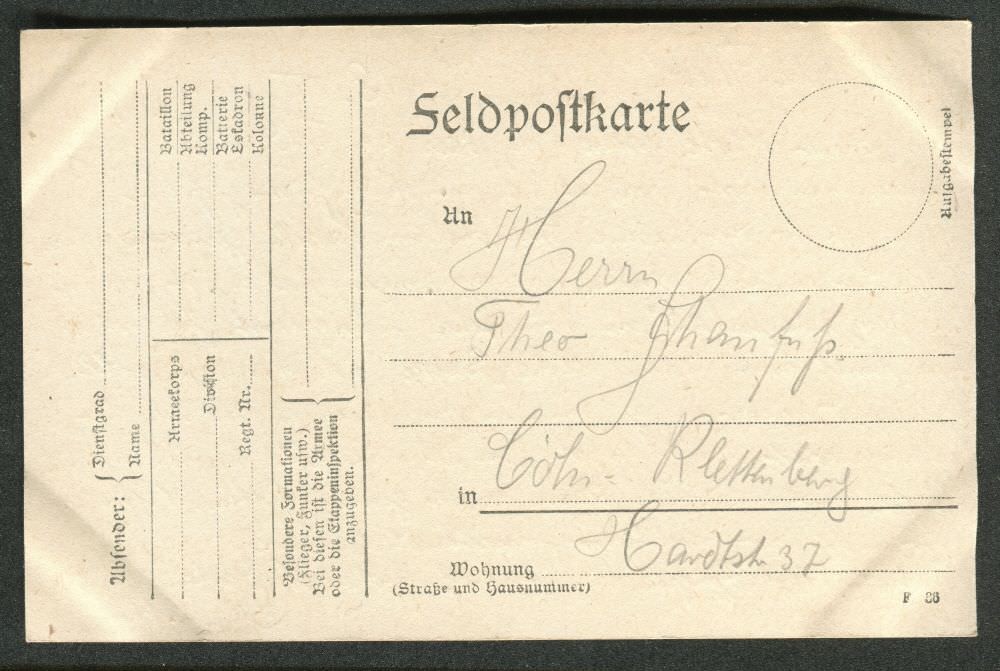 Feldpostkarte
Aufgabestempel
An Herrn
Theo
in Cöln - Klettenberg
Wohnung Hardtstr 37
(Straße und Hausnummer)
F 86
Absender: { Dienstgrad
Name
Bataillon
Abteilung
Komp.
Batterie
Eskadron
Kolonne
Armeekorps
Division
Regt. Nr.
Besondere Formationen
(Flieger, Funker usw.)
Bei diesen ist die Armee
oder die Etappeninspektion
anzugeben.